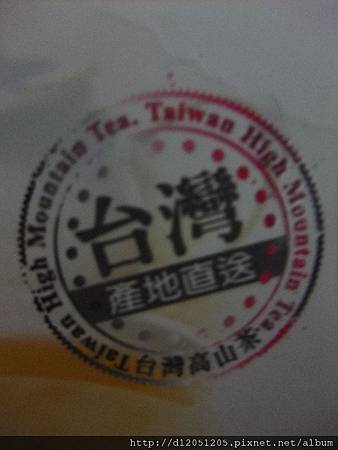 Taiwan High Mountain Tea. Taiwan High Mountain Tea.
台灣
產地直送
台灣高山茶
http://d12051205.pixnet.net/album